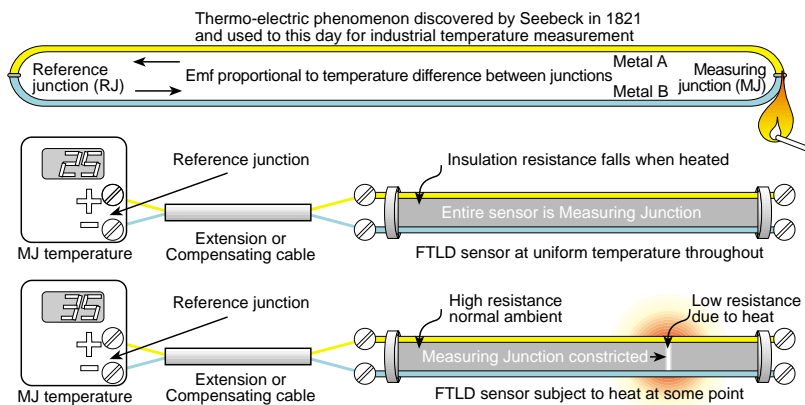 Thermo-electric phenomenon discovered by Seebeck in 1821
and used to this day for industrial temperature measurement
Reference
junction (RJ)
Emf proportional to temperature difference between junctions
Metal A
Metal B
Measuring
junction (MJ)
25
+
−
MJ temperature
Reference junction
Extension or
Compensating cable
Insulation resistance falls when heated
Entire sensor is Measuring Junction
FTLD sensor at uniform temperature throughout
35
+
−
MJ temperature
Reference junction
Extension or
Compensating cable
High resistance
normal ambient
Low resistance
due to heat
Measuring Junction constricted
FTLD sensor subject to heat at some point